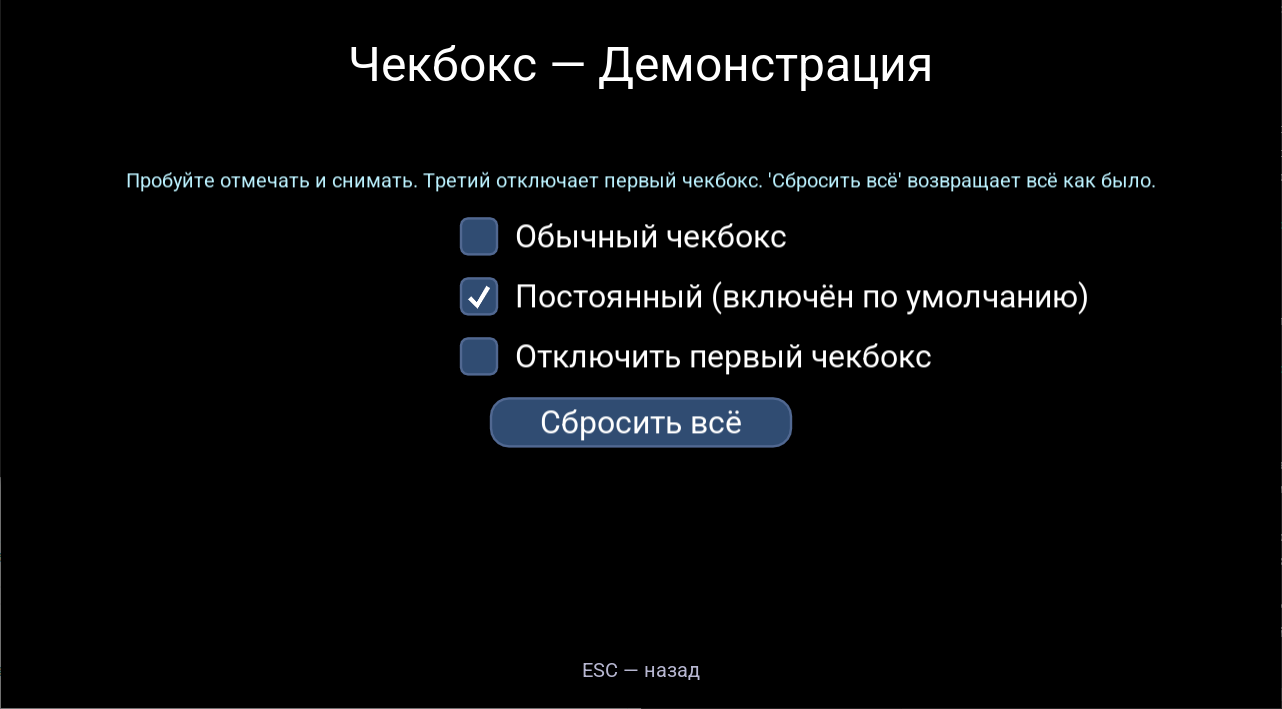 Чекбокс — Демонстрация
Пробуйте отмечать и снимать. Третий отключает первый чекбокс. 'Сбросить всё' возвращает всё как было.
Обычный чекбокс
Постоянный (включён по умолчанию)
Отключить первый чекбокс
Сбросить всё
ESC — назад